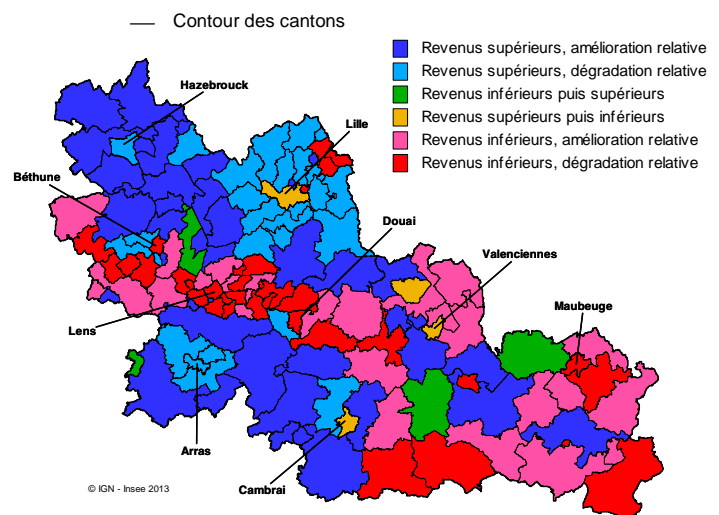 Contour des cantons
Revenus supérieurs, amélioration relative
Revenus supérieurs, dégradation relative
Revenus inférieurs puis supérieurs
Revenus supérieurs puis inférieurs
Revenus inférieurs, amélioration relative
Revenus inférieurs, dégradation relative
Hazebrouck
Lille
Béthune
Douai
Valenciennes
Maubeuge
Lens
Arras
Cambrai
© IGN - Insee 2013